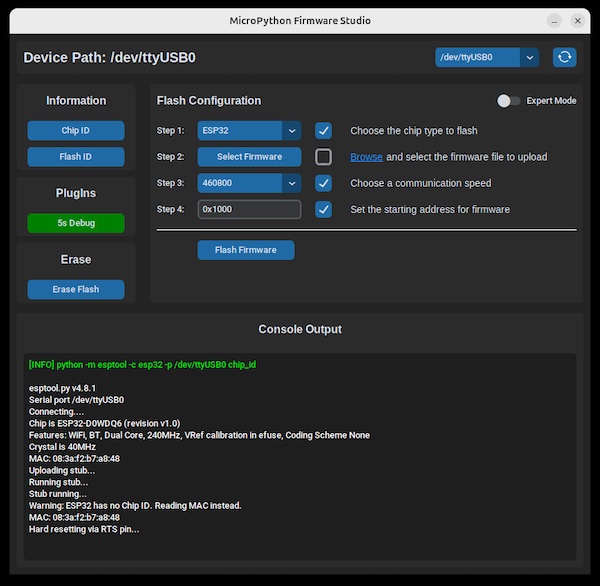 MicroPython Firmware Studio
Device Path: /dev/ttyUSB0
/dev/ttyUSB0
Information
Chip ID
Flash ID
PlugIns
5s Debug
Erase
Erase Flash
Flash Configuration
Expert Mode
Step 1:
ESP32
Choose the chip type to flash
Step 2:
Select Firmware
Browse and select the firmware file to upload
Step 3:
460800
Choose a communication speed
Step 4:
0x1000
Set the starting address for firmware
Flash Firmware
Console Output
[INFO] python -m esptool -c esp32 -p /dev/ttyUSB0 chip_id
esptool.py v4.8.1
Serial port /dev/ttyUSB0
Connecting....
Chip is ESP32-D0WDQ6 (revision v1.0)
Features: WiFi, BT, Dual Core, 240MHz, VRef calibration in efuse, Coding Scheme None
Crystal is 40MHz
MAC: 08:3a:f2:b7:a8:48
Uploading stub...
Running stub...
Stub running...
Warning: ESP32 has no Chip ID. Reading MAC instead.
MAC: 08:3a:f2:b7:a8:48
Hard resetting via RTS pin...